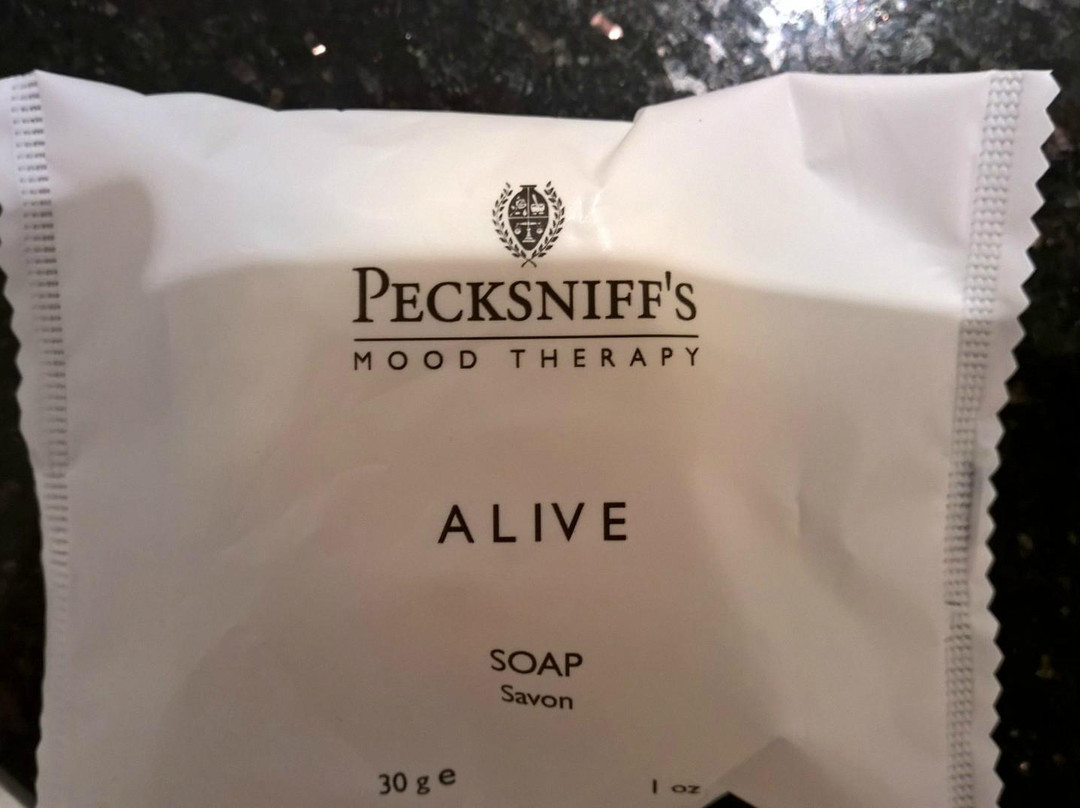 PECKSNIFF'S
MOOD THERAPY
ALIVE
SOAP
Savon
30 g e 1 oz